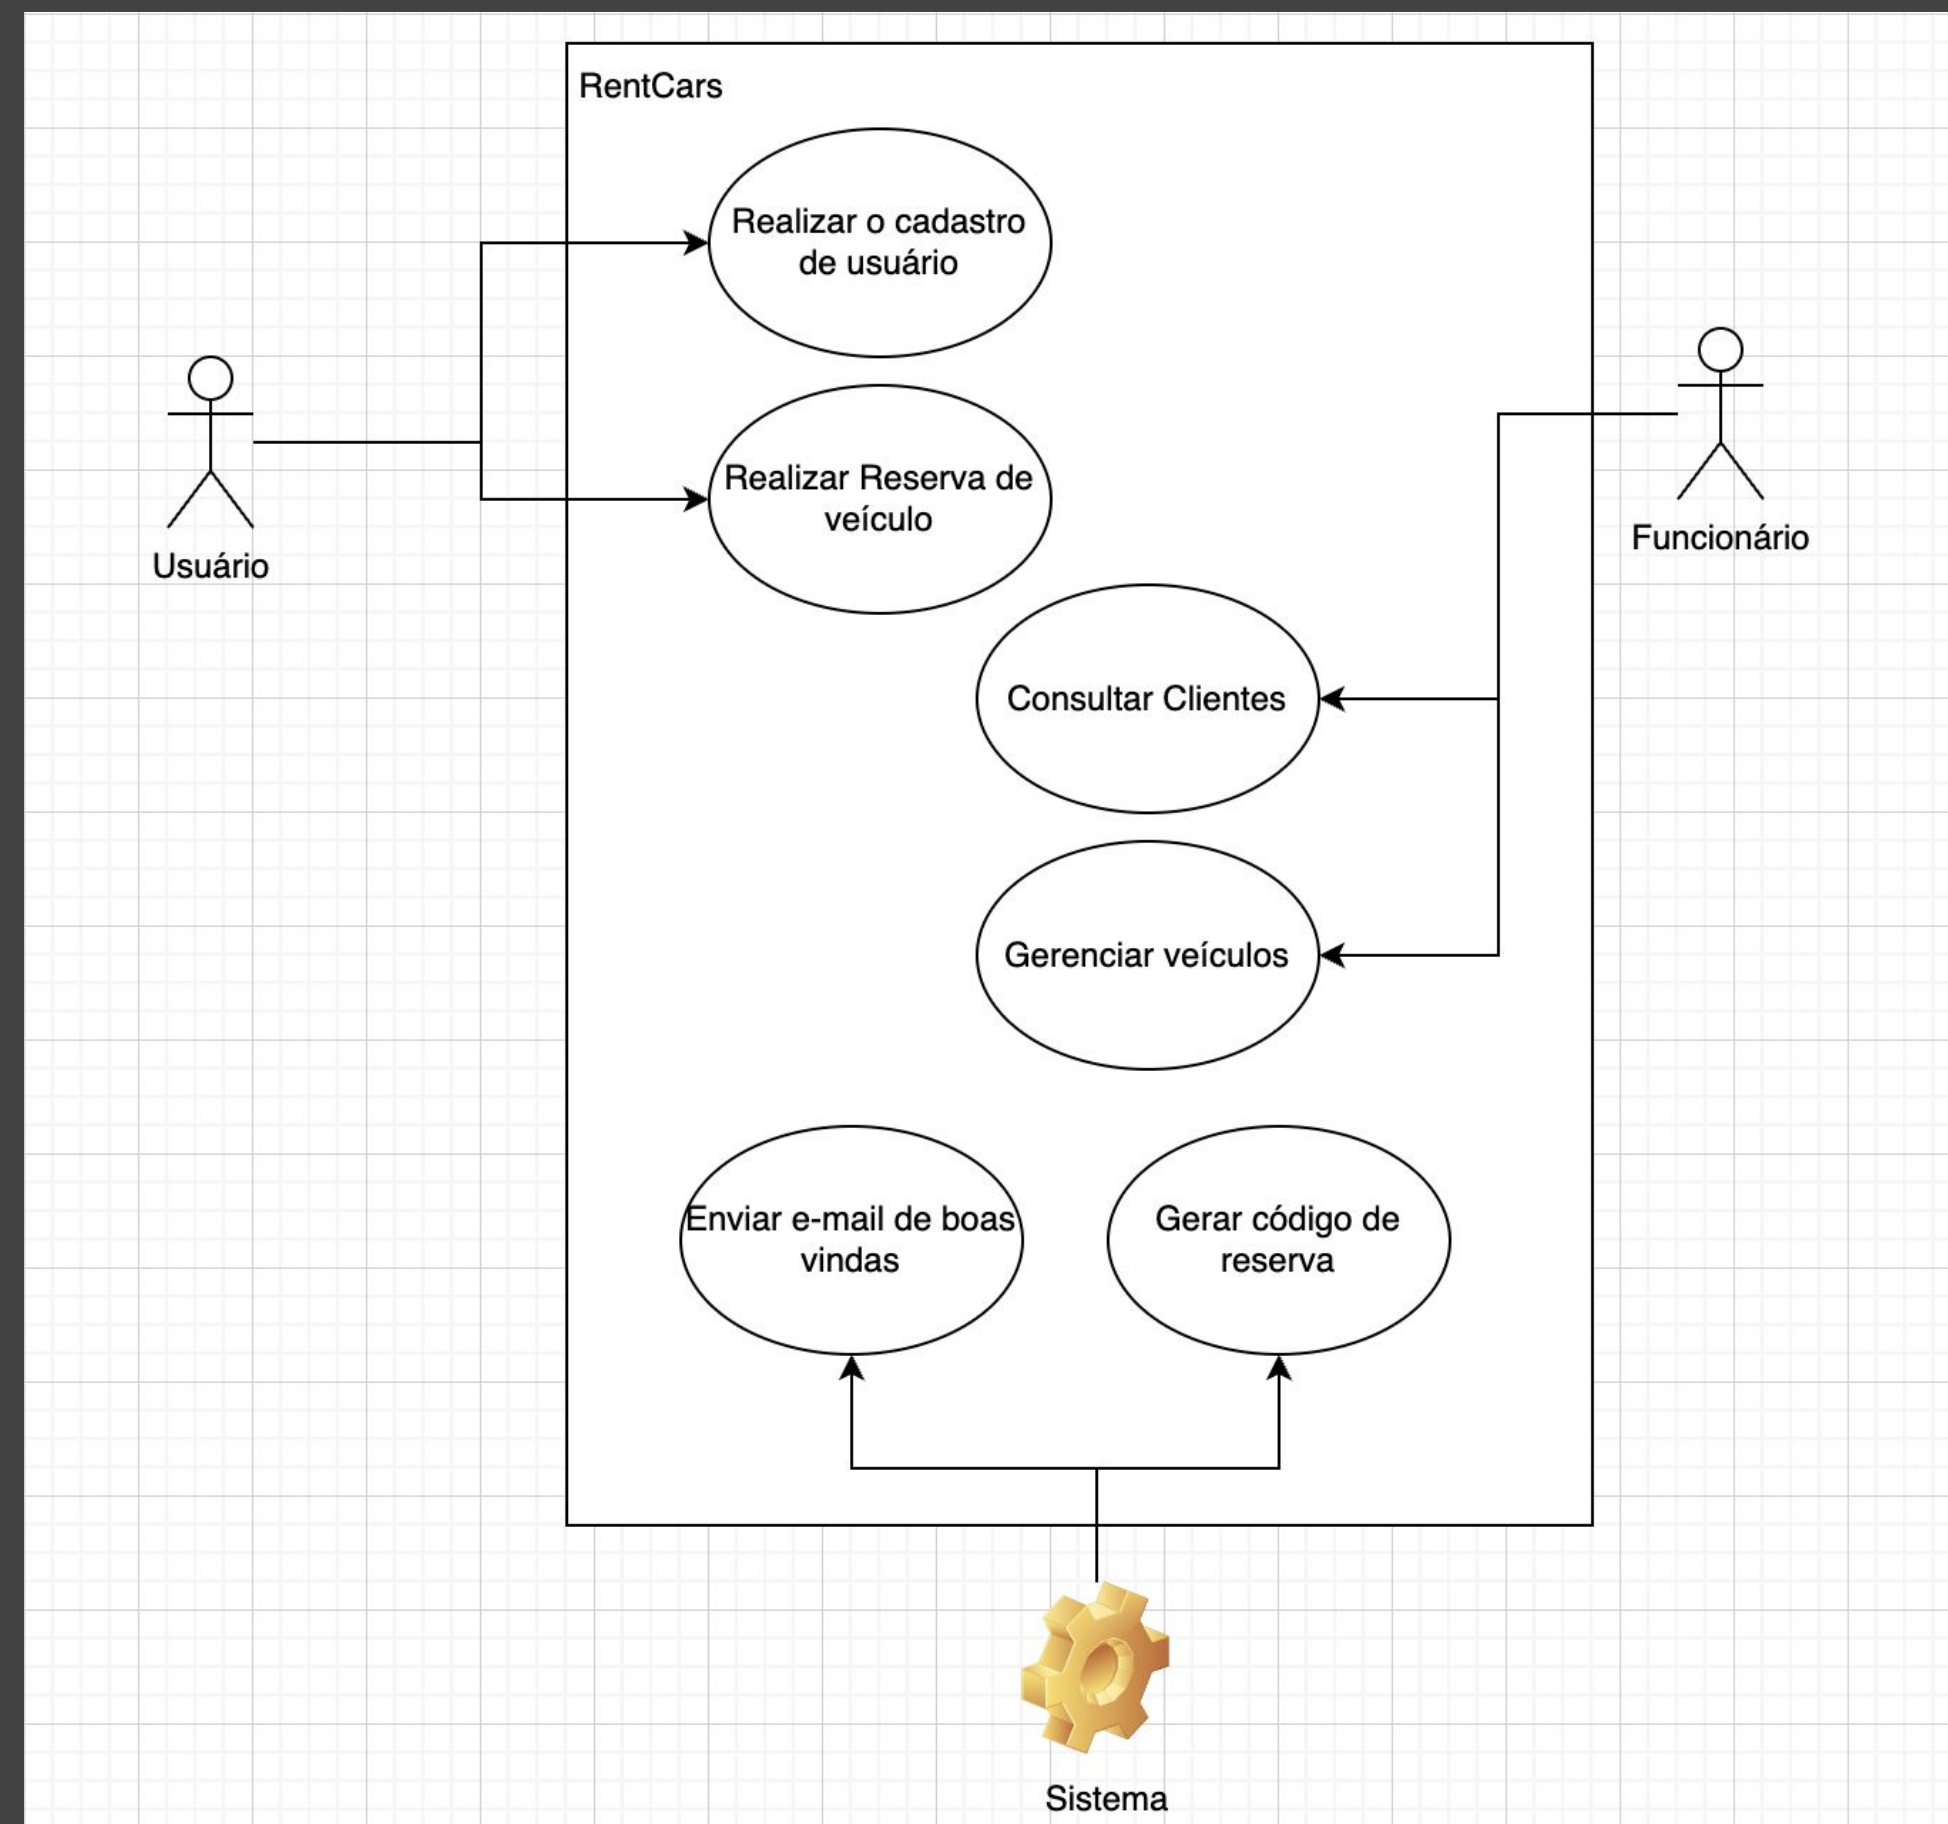 RentCars
Realizar o cadastro
de usuário
Realizar Reserva de
veículo
Usuário
Funcionário
Consultar Clientes
Gerenciar veículos
Enviar e-mail de boas
vindas
Gerar código de
reserva
Sistema